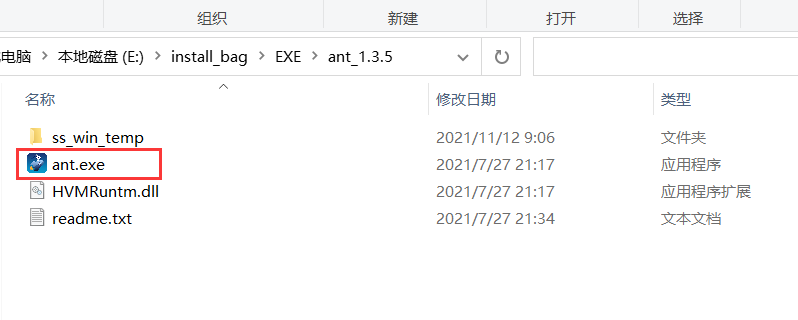 组织 新建 打开 选择
电脑 > 本地磁盘 (E:) > install_bag > EXE > ant_1.3.5
名称 修改日期 类型
ss_win_temp 2021/11/12 9:06 文件夹
ant.exe 2021/7/27 21:17 应用程序
HVMRuntm.dll 2021/7/27 21:17 应用程序扩展
readme.txt 2021/7/27 21:34 文本文档